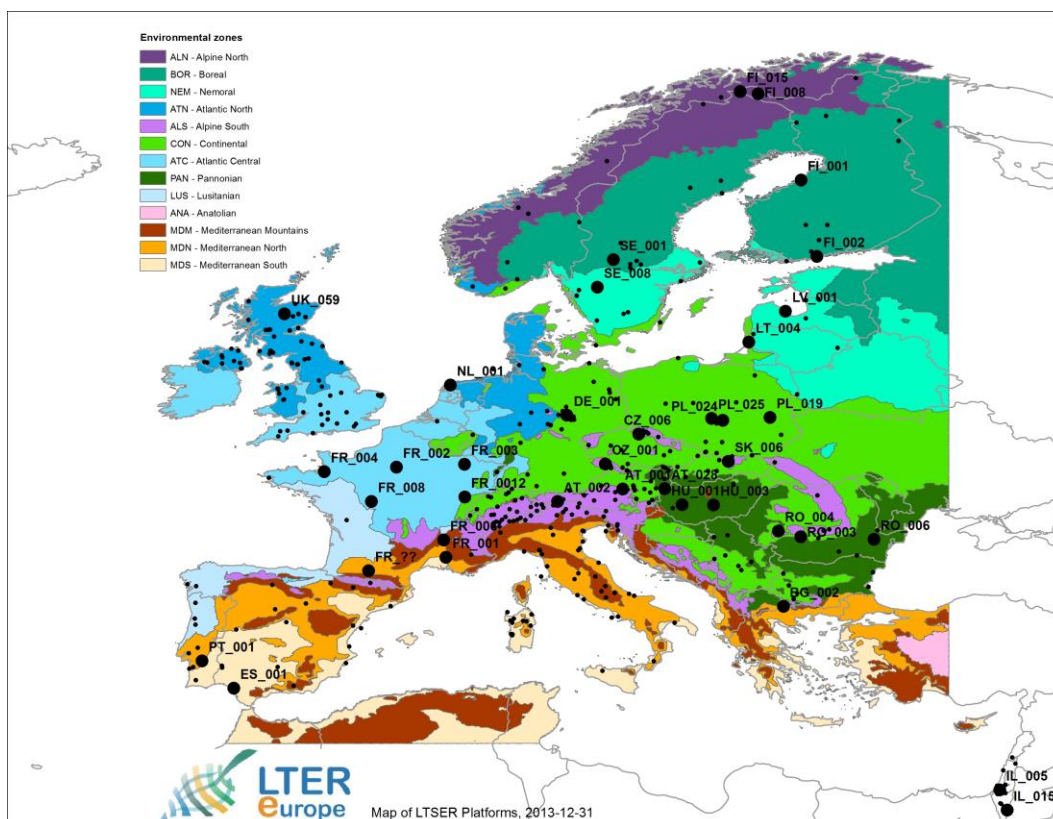 Environmental zones
ALN - Alpine North
BOR - Boreal
NEM - Nemoral
ATN - Atlantic North
ALS - Alpine South
CON - Continental
ATC - Atlantic Central
PAN - Pannonian
LUS - Lusitanian
ANA - Anatolian
MDM - Mediterranean Mountains
MDN - Mediterranean North
MDS - Mediterranean South
FI_015
FI_008
FI_001
FI_002
SE_001
SE_008
UK_059
LV_001
LT_004
NL_001
DE_001
PL_024
PL_025
PL_019
CZ_006
FR_004
FR_002
FR_003
OZ_001
SK_006
FR_008
FR_0012
AT_002
AT_001
AT_028
HU_001
HU_003
FR_001
FR_??
RO_004
RO_006
PT_001
ES_001
IL_005
IL_015
LTER
europe
Map of LTSER Platforms, 2013-12-31